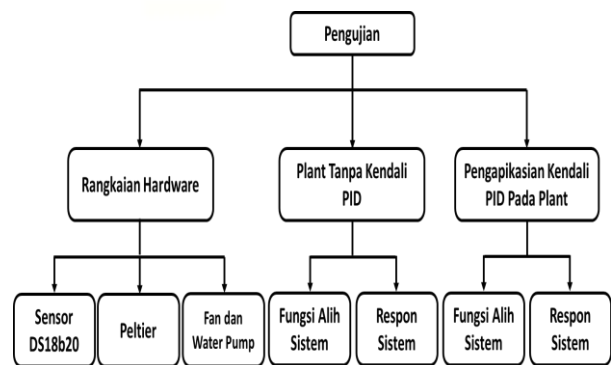 Pengujian
Rangkaian Hardware
Plant Tanpa Kendali
PID
Pengapikasian Kendali
PID Pada Plant
Sensor
DS18b20
Peltier
Fan dan
Water Pump
Fungsi Alih
Sistem
Respon
Sistem
Fungsi Alih
Sistem
Respon
Sistem